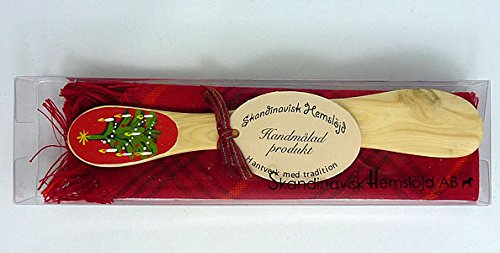 Skandinavisk Hemslöjd
Handmålad
produkt
Hantverk med tradition
Skandinavisk Hemslöjd AB